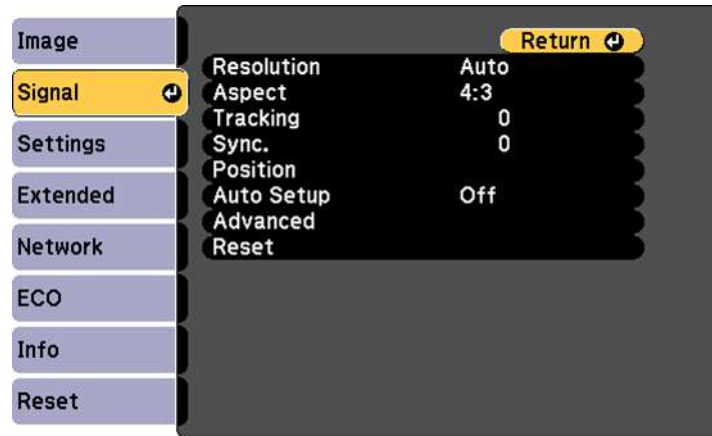 Image
Signal
Settings
Extended
Network
ECO
Info
Reset
Return
Resolution Auto
Aspect 4:3
Tracking 0
Sync. 0
Position
Auto Setup Off
Advanced
Reset